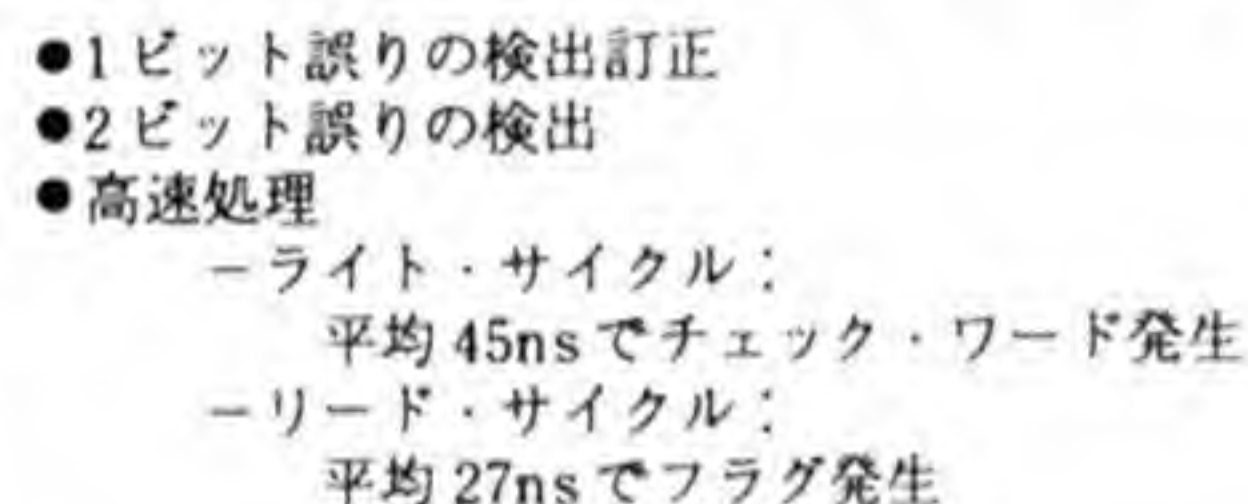 ●1ビット誤りの検出訂正
●2ビット誤りの検出
●高速処理
－ライト・サイクル：
平均45nsでチェック・ワード発生
－リード・サイクル：
平均27nsでフラグ発生